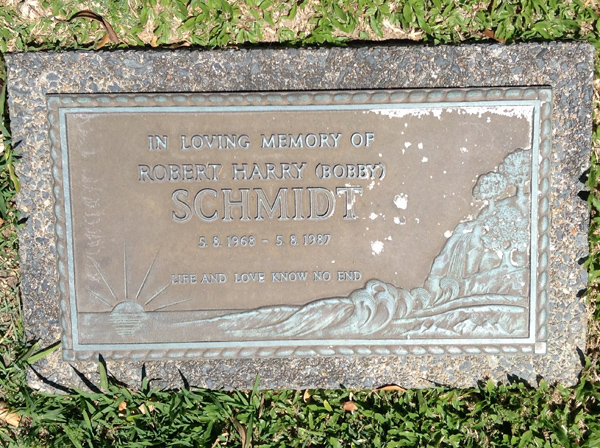 IN LOVING MEMORY OF
ROBERT HARRY (BOBBY)
SCHMIDT
5.8.1968 - 5.8.1987
LIFE AND LOVE KNOW NO END